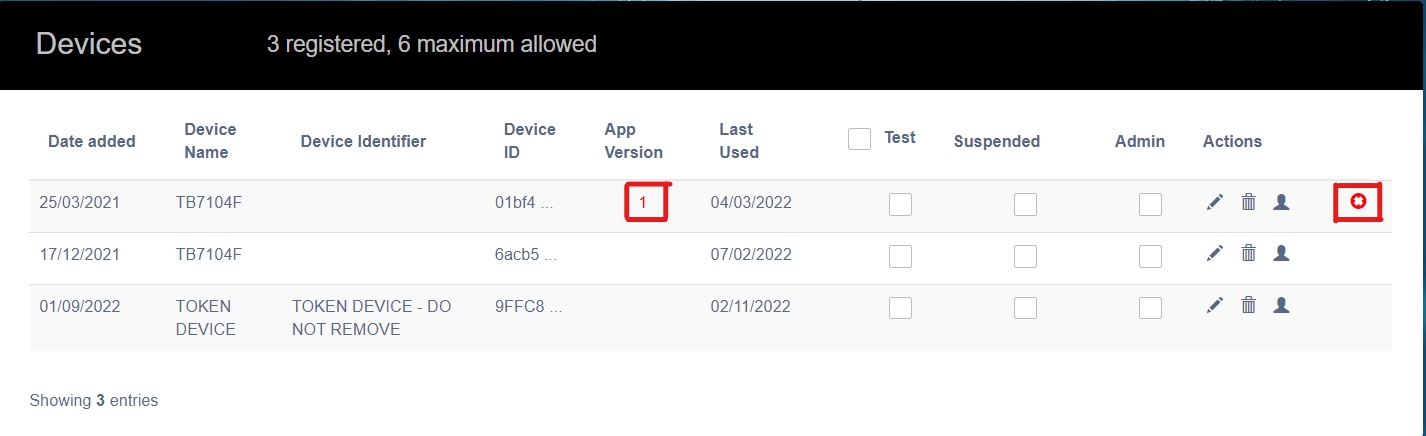 Devices 3 registered, 6 maximum allowed
Date added Device Name Device Identifier Device ID App Version Last Used Test Suspended Admin Actions
25/03/2021 TB7104F 01bf4 ... 1 04/03/2022
17/12/2021 TB7104F 6acb5 ... 07/02/2022
01/09/2022 TOKEN DEVICE TOKEN DEVICE - DO NOT REMOVE 9FFC8 ... 02/11/2022
Showing 3 entries